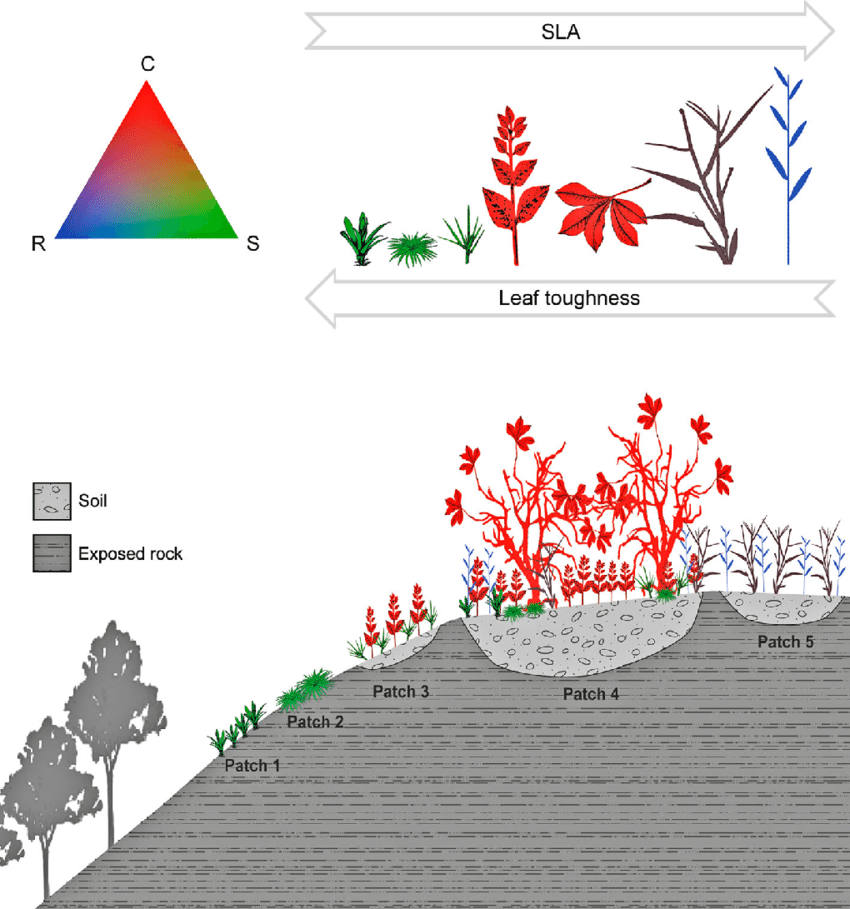 SLA
C
R
S
Leaf toughness
Soil
Exposed rock
Patch 1
Patch 2
Patch 3
Patch 4
Patch 5